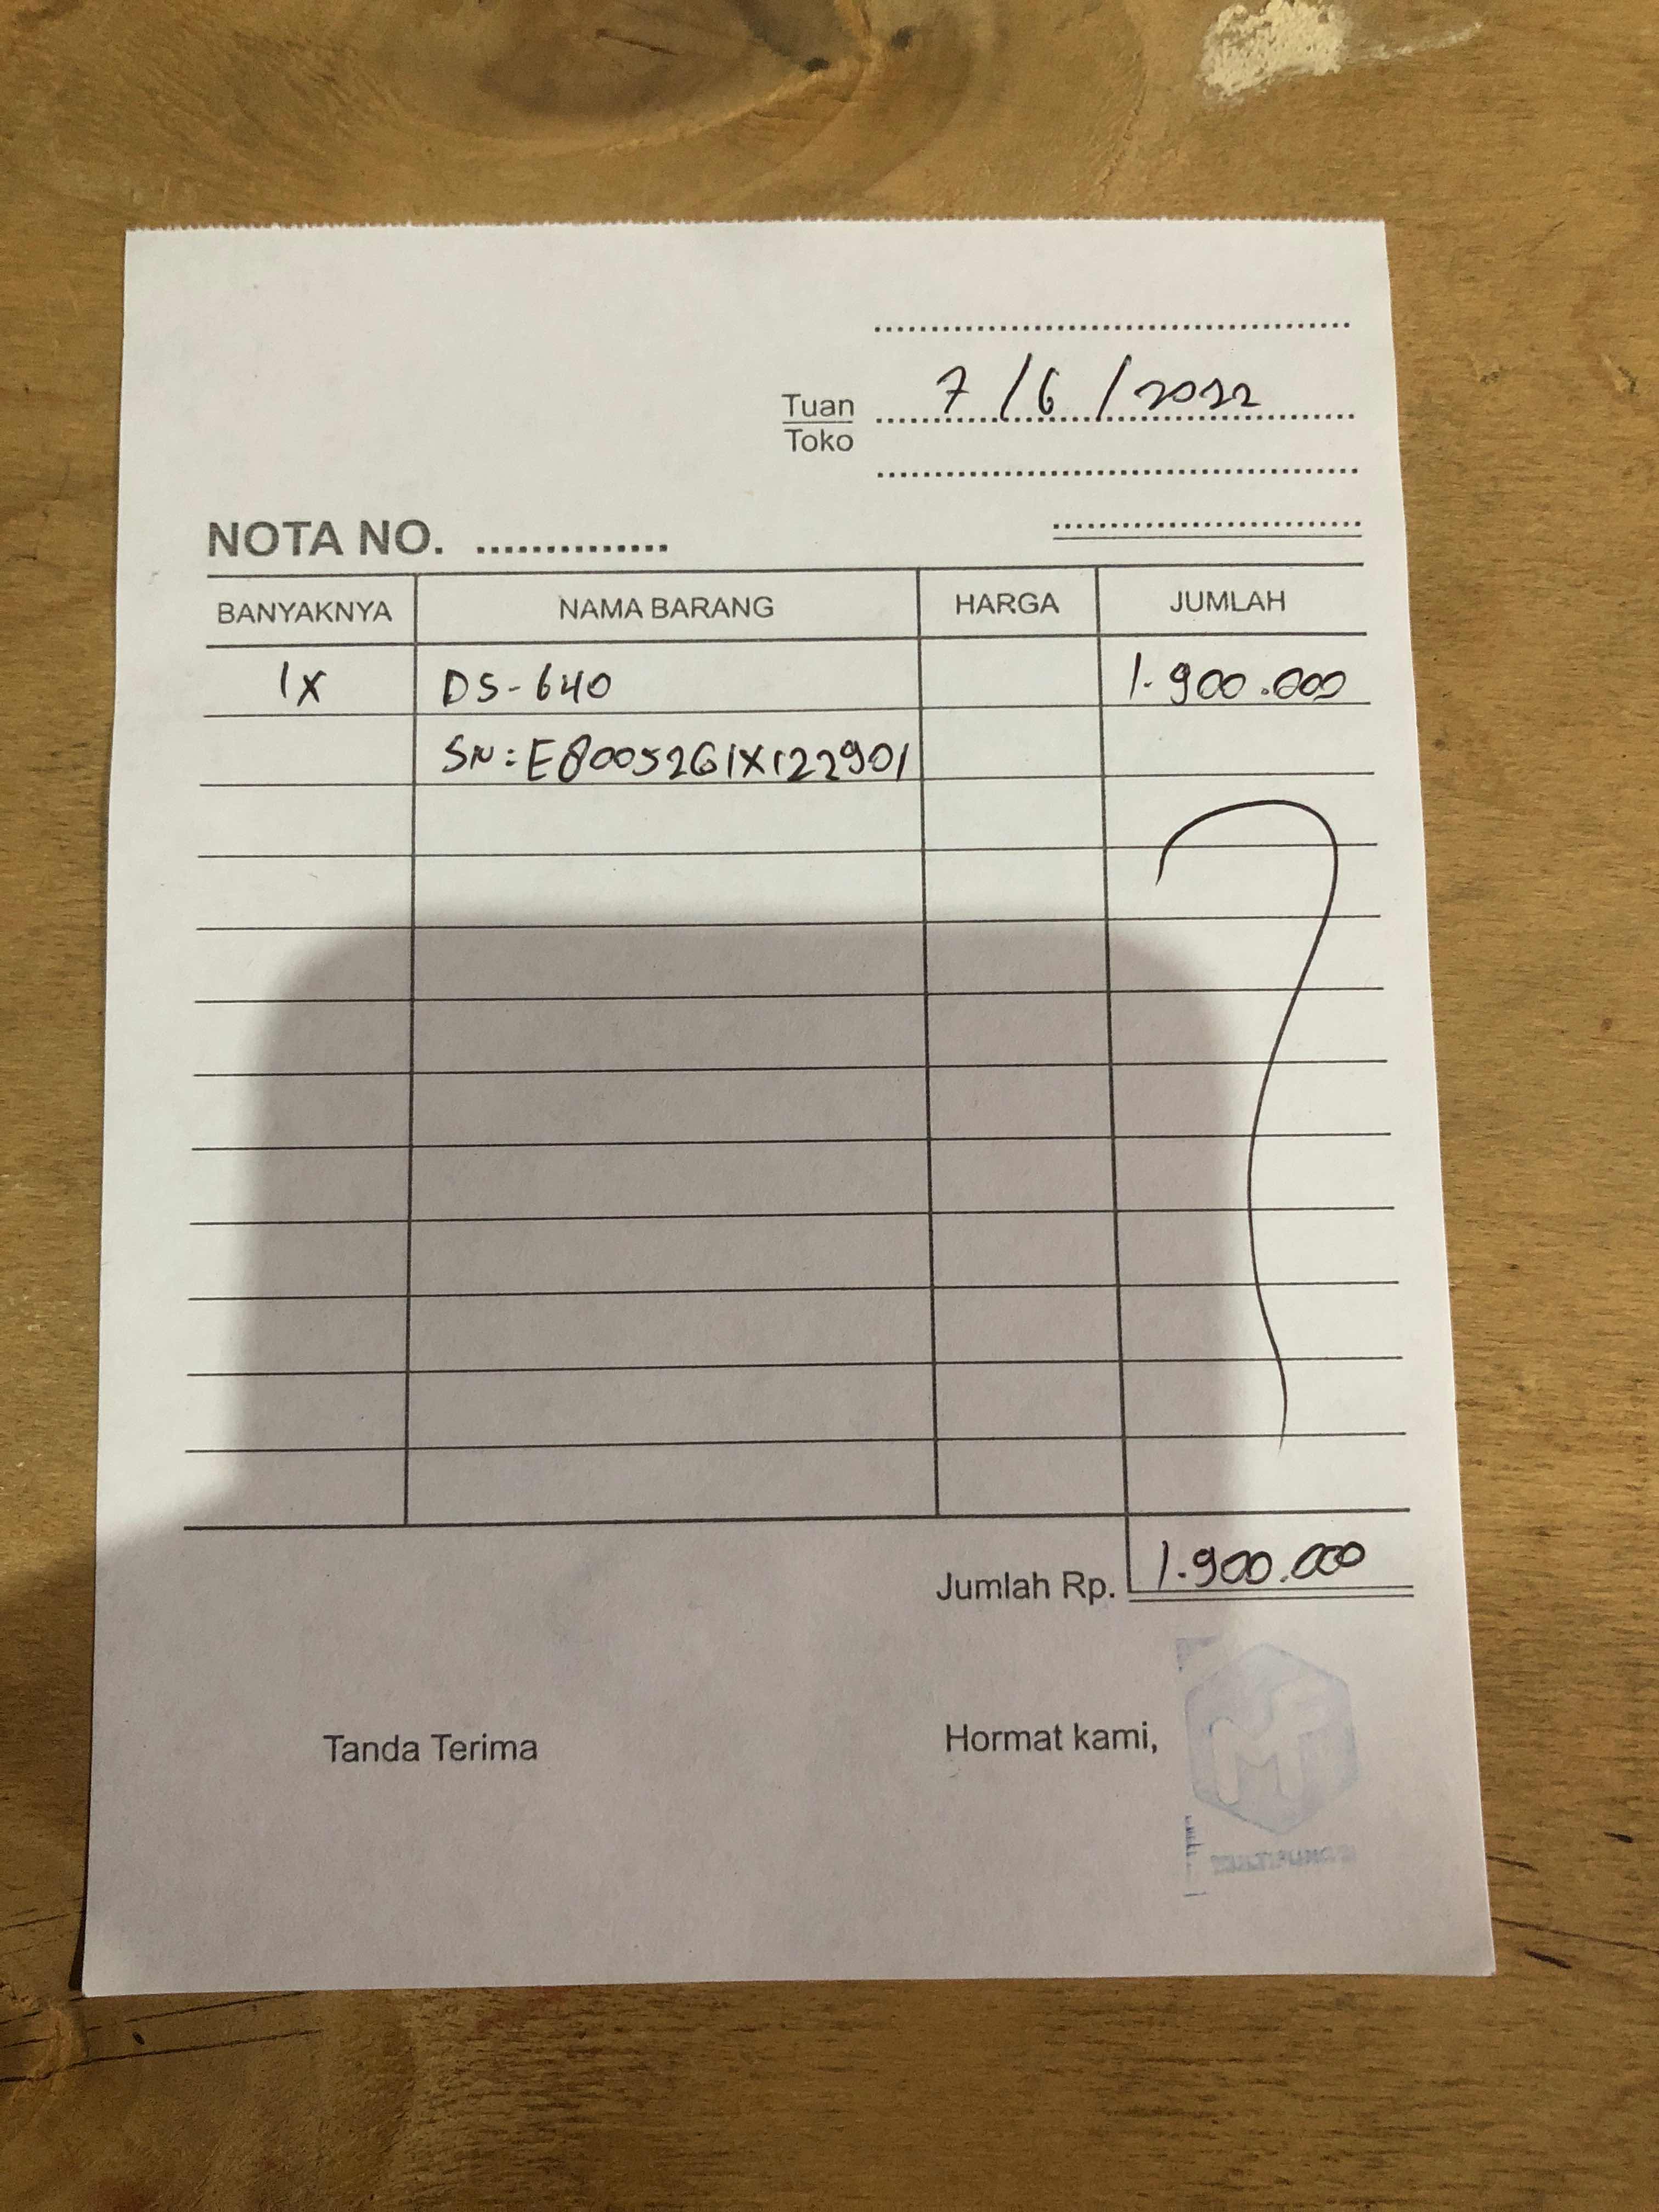 7/6/2022
Tuan
Toko
NOTA NO. ..............
BANYAKNYA NAMA BARANG HARGA JUMLAH
1X DS-640 1.900.000
SN: E80052G1X122901
Jumlah Rp. 1.900.000
Tanda Terima Hormat kami,